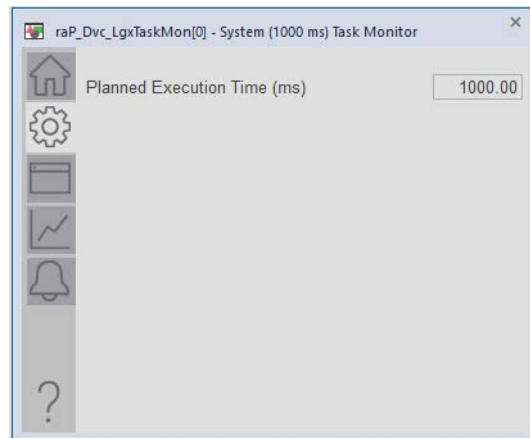 raP_Dvc_LgxTaskMon[0] - System (1000 ms) Task Monitor
Planned Execution Time (ms) 1000.00
?